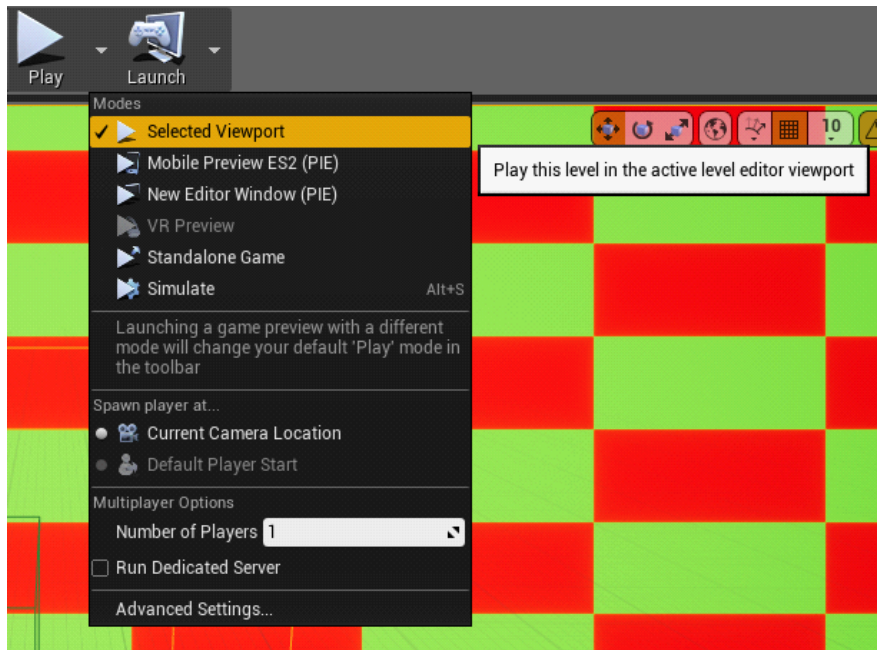 Play
Launch
Modes
Selected Viewport
10
Mobile Preview ES2 (PIE)
Play this level in the active level editor viewport
New Editor Window (PIE)
VR Preview
Standalone Game
Simulate Alt+S
Launching a game preview with a different
mode will change your default 'Play' mode in
the toolbar
Spawn player at...
Current Camera Location
Default Player Start
Multiplayer Options
Number of Players 1
Run Dedicated Server
Advanced Settings...